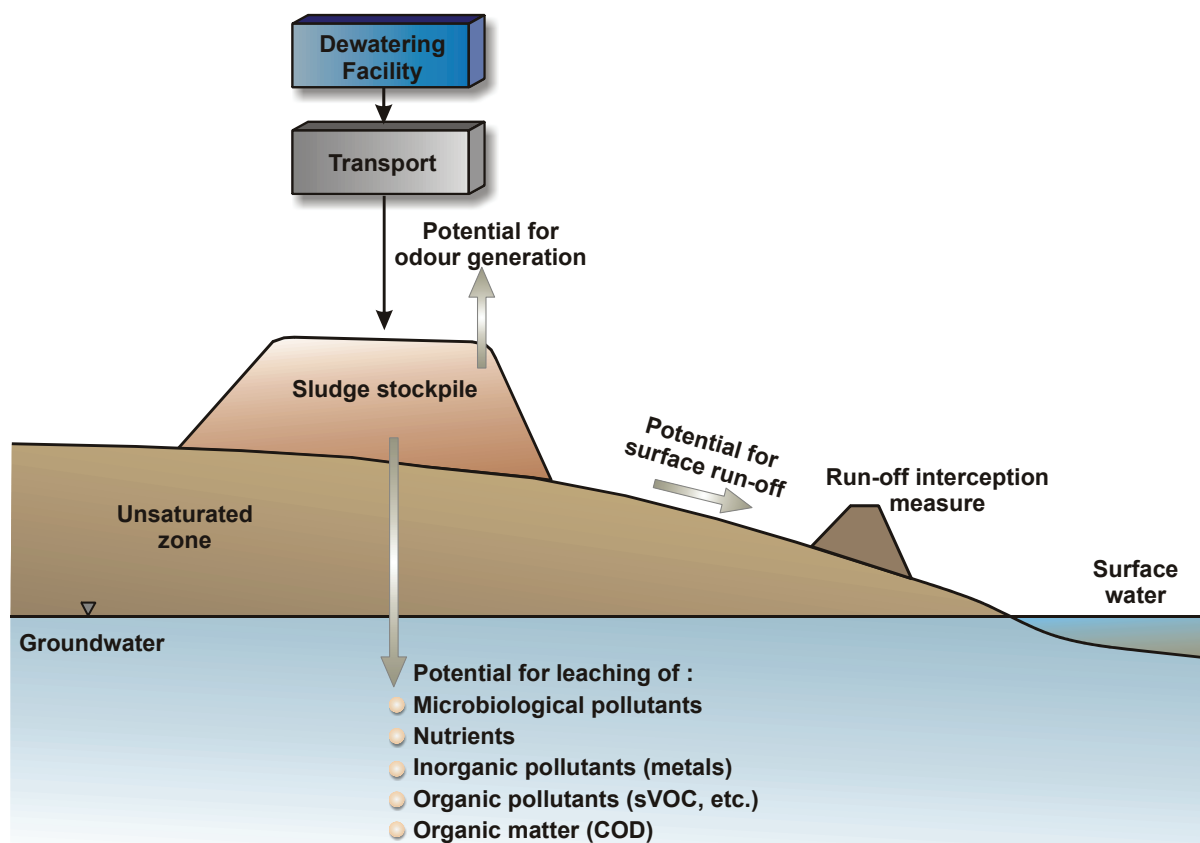 Dewatering
Facility
Transport
Potential for
odour generation
Sludge stockpile
Potential for
surface run-off
Run-off interception
measure
Unsaturated
zone
Surface
water
Groundwater
Potential for leaching of :
Microbiological pollutants
Nutrients
Inorganic pollutants (metals)
Organic pollutants (sVOC, etc.)
Organic matter (COD)